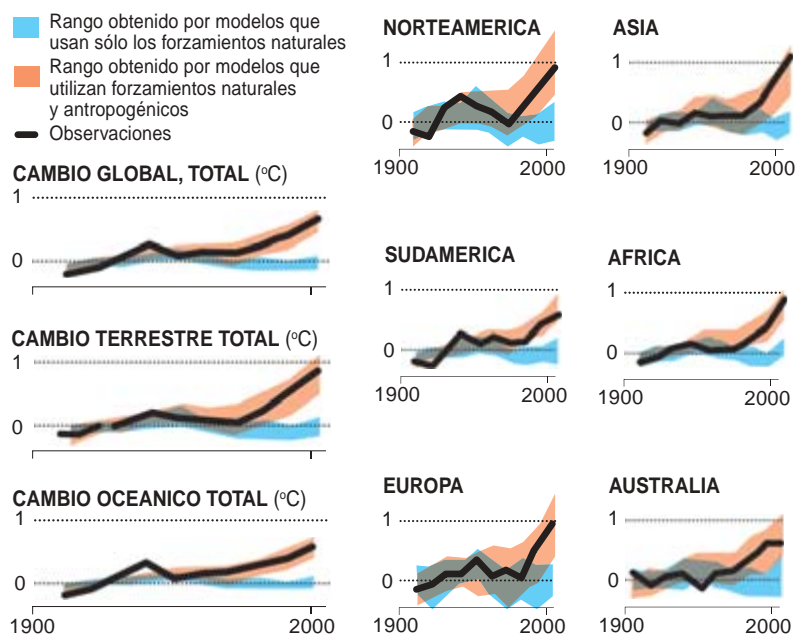 Rango obtenido por modelos que
usan sólo los forzamientos naturales
Rango obtenido por modelos que
utilizan forzamientos naturales
y antropogénicos
Observaciones
CAMBIO GLOBAL, TOTAL (ºC)
1
0
CAMBIO TERRESTRE TOTAL (ºC)
1
0
CAMBIO OCEANICO TOTAL (ºC)
1
0
1900 2000
NORTEAMERICA
1
0
1900 2000
ASIA
1
0
1900 2000
SUDAMERICA
1
0
1900 2000
AFRICA
1
0
1900 2000
EUROPA
1
0
1900 2000
AUSTRALIA
1
0
1900 2000